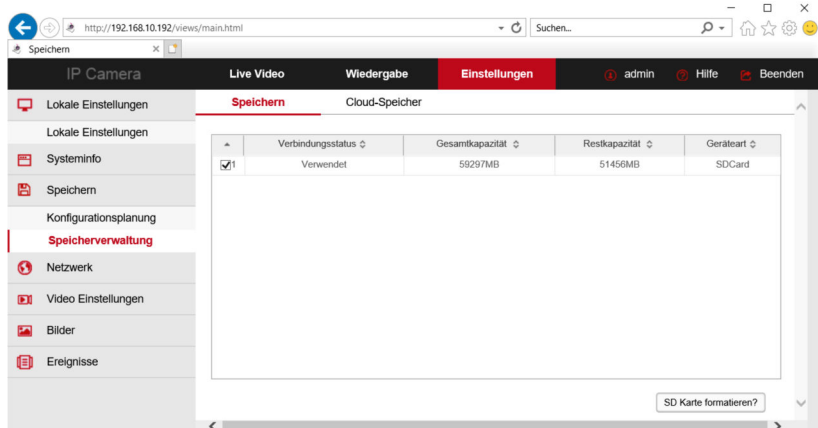 http://192.168.10.192/views/main.html
Suchen...
Speichern
IP Camera
Live Video
Wiedergabe
Einstellungen
admin
Hilfe
Beenden
Lokale Einstellungen
Speichern
Cloud-Speicher
Lokale Einstellungen
Systeminfo
Speichern
Konfigurationsplanung
Speicherverwaltung
Netzwerk
Video Einstellungen
Bilder
Ereignisse
Verbindungsstatus
Gesamtkapazität
Restkapazität
Geräteart
1
Verwendet
59297MB
51456MB
SDCard
SD Karte formatieren?